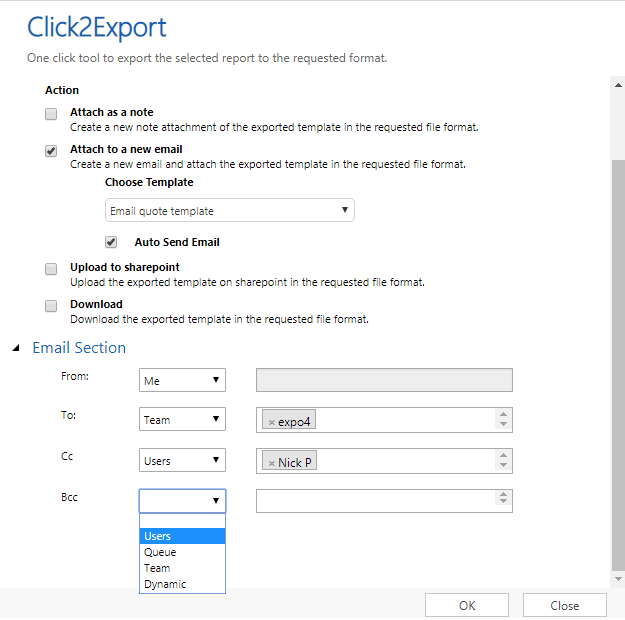 Click2Export
One click tool to export the selected report to the requested format.
Action
Attach as a note
Create a new note attachment of the exported template in the requested file format.
Attach to a new email
Create a new email and attach the exported template in the requested file format.
Choose Template
Email quote template
Auto Send Email
Upload to sharepoint
Upload the exported template on sharepoint in the requested file format.
Download
Download the exported template in the requested file format.
Email Section
From: Me
To: Team × expo4
Cc Users × Nick P
Bcc
Users
Queue
Team
Dynamic
OK Close